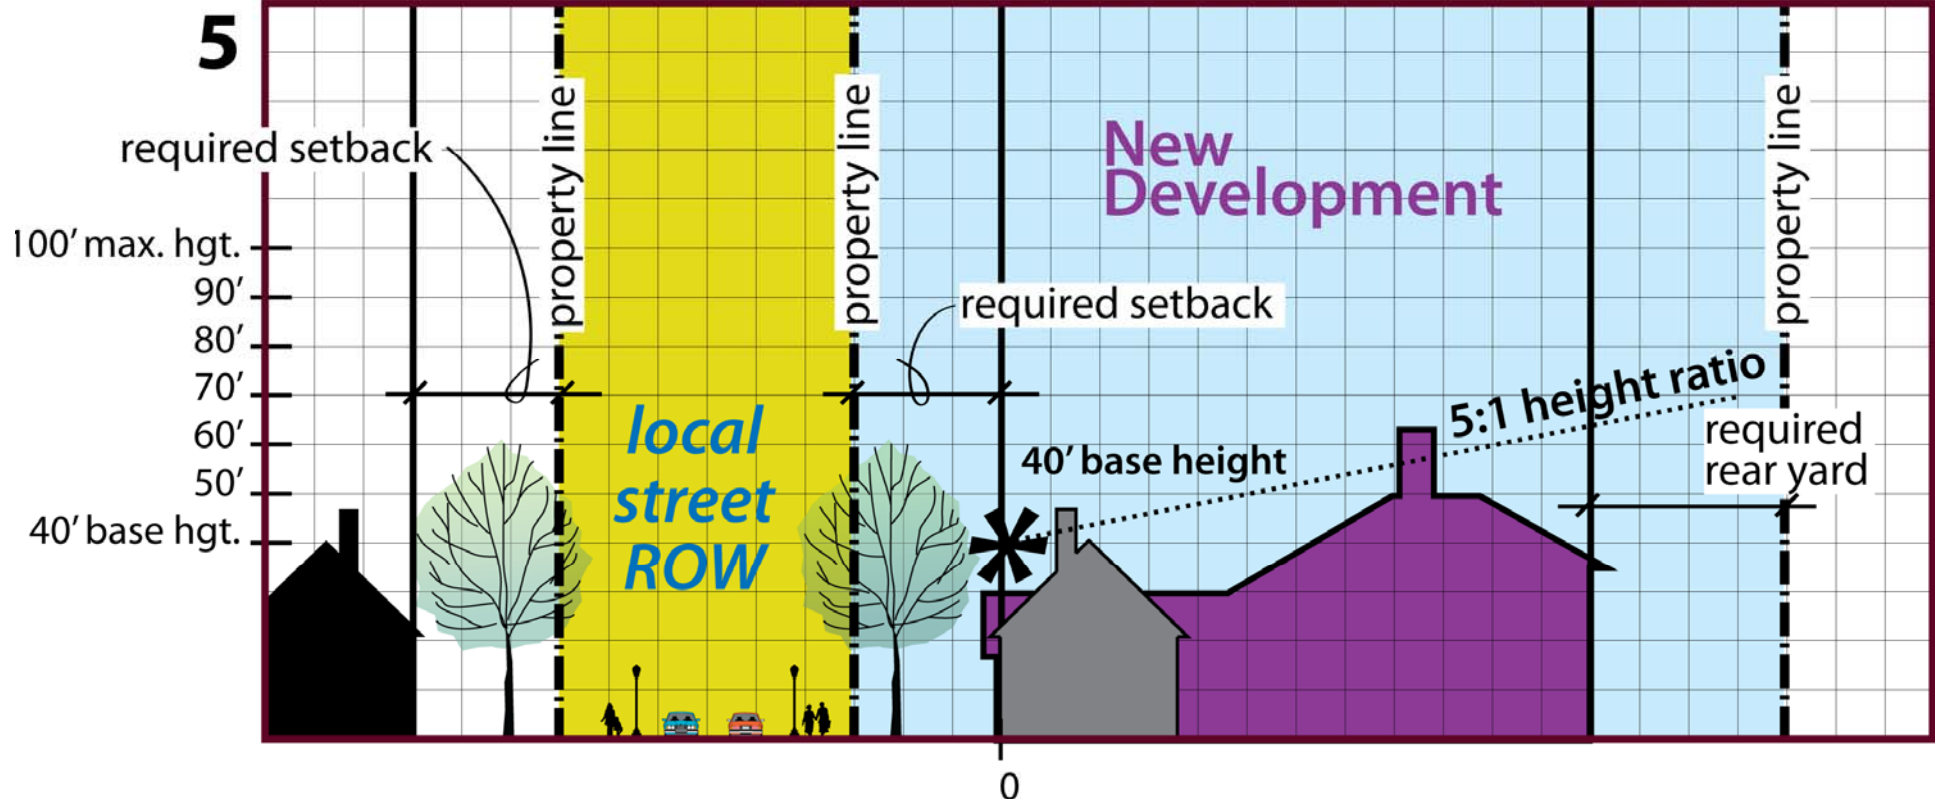 5
required setback
property line
property line
property line
New
Development
100’ max. hgt.
90’
80’
70’
60’
50’
40’ base hgt.
required setback
local
street
ROW
40’ base height
5:1 height ratio
required
rear yard
0